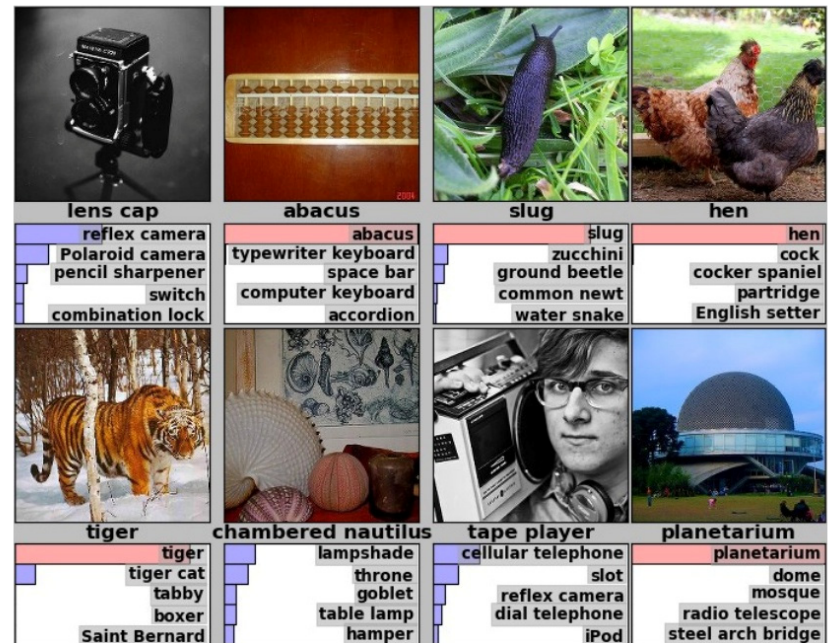 lens cap
abacus
slug
hen
reflex camera
Polaroid camera
pencil sharpener
switch
combination lock
abacus
typewriter keyboard
space bar
computer keyboard
accordion
slug
zucchini
ground beetle
common newt
water snake
hen
cock
cocker spaniel
partridge
English setter
tiger
chambered nautilus
tape player
planetarium
tiger
tiger cat
tabby
boxer
Saint Bernard
lampshade
throne
goblet
table lamp
hamper
cellular telephone
slot
reflex camera
dial telephone
iPod
planetarium
dome
mosque
radio telescope
steel arch bridge